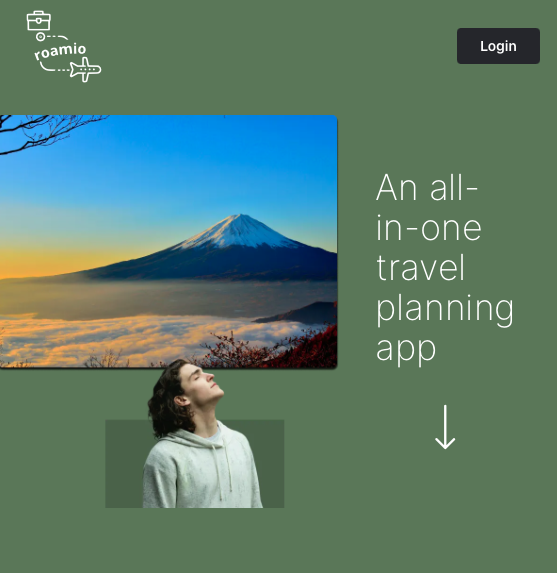 roamio
Login
An all-
in-one
travel
planning
app